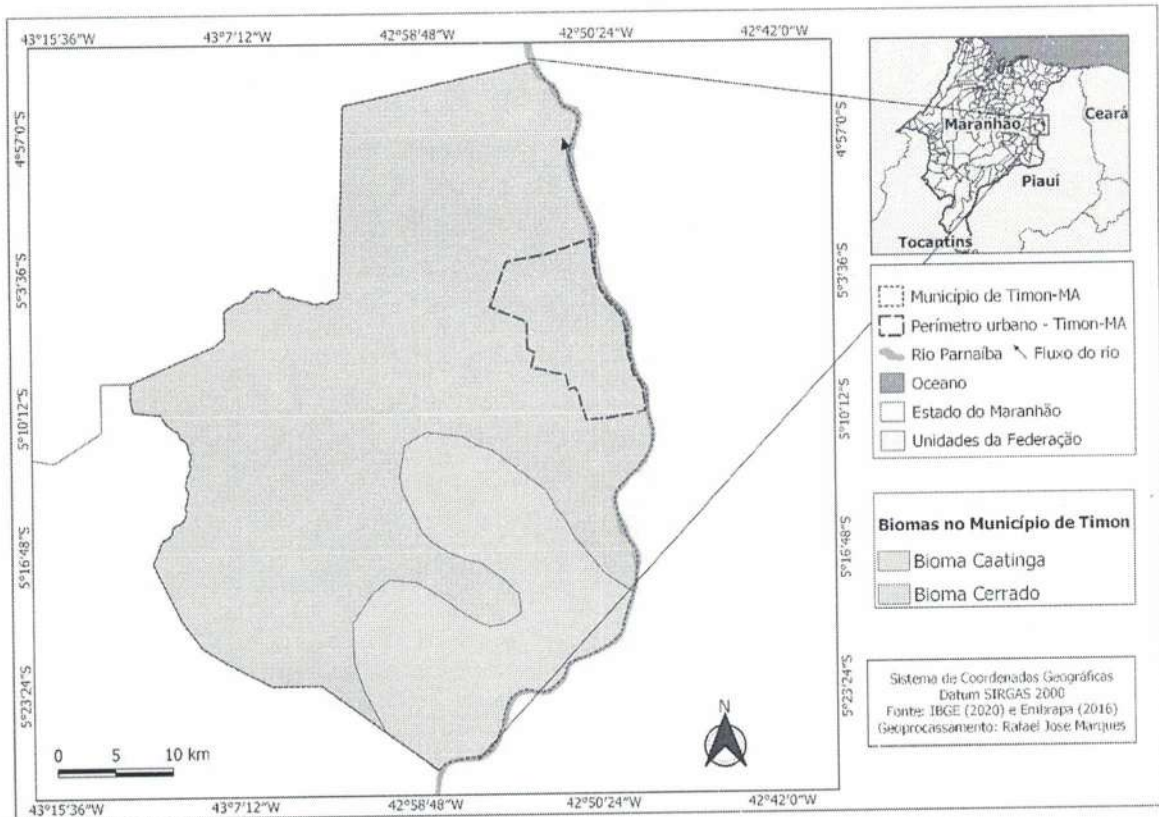 43°15'36"W 43°7'12"W 42°58'48"W 42°50'24"W 42°42'0"W
4°57'0"S
5°3'36"S
5°10'12"S
5°16'48"S
5°23'24"S
4°57'0"S
5°3'36"S
5°10'12"S
5°16'48"S
5°23'24"S
N
0 5 10 km
43°15'36"W 43°7'12"W 42°58'48"W 42°50'24"W 42°42'0"W
Maranhão
Ceará
Piauí
Tocantins
Município de Timon-MA
Perímetro urbano - Timon-MA
Rio Parnaíba Fluxo do rio
Oceano
Estado do Maranhão
Unidades da Federação
Biomas no Município de Timon
Bioma Caatinga
Bioma Cerrado
Sistema de Coordenadas Geográficas
Datum SIRGAS 2000
Fonte: IBGE (2020) e Embrapa (2016)
Geoprocassamento: Rafael José Marques